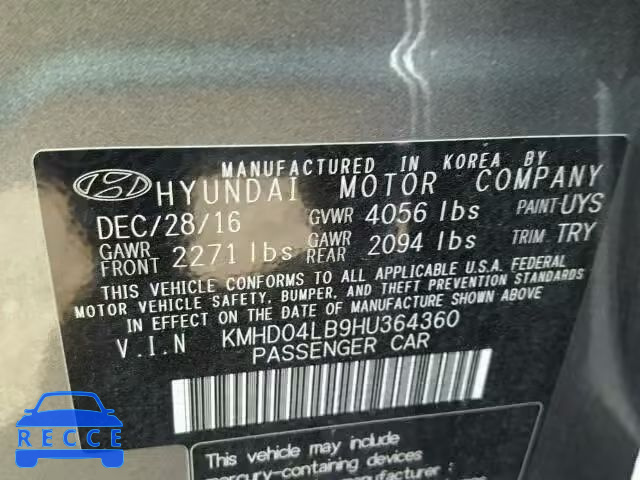 MANUFACTURED IN KOREA BY
HYUNDAI MOTOR COMPANY
DEC/28/16 GVWR 4056 lbs PAINT:UYS
GAWR FRONT 2271 lbs GAWR REAR 2094 lbs TRIM: TRY
THIS VEHICLE CONFORMS TO ALL APPLICABLE U.S.A. FEDERAL
MOTOR VEHICLE SAFETY, BUMPER, AND THEFT PREVENTION STANDARDS
IN EFFECT ON THE DATE OF MANUFACTURE SHOWN ABOVE.
V.I.N KMHD04LB9HU364360
PASSENGER CAR
This vehicle may include
mercury-containing devices
manufacturer :
RECCE